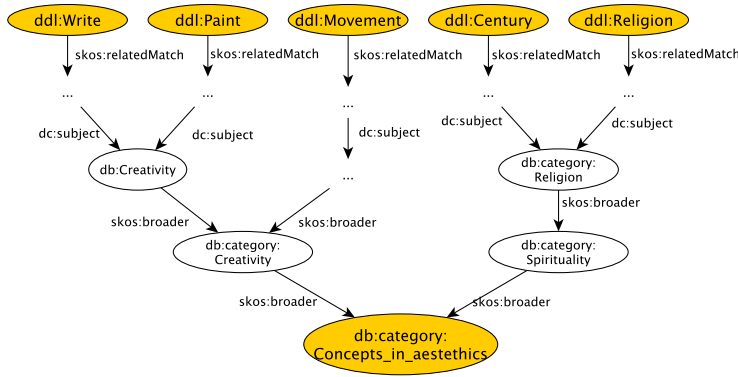 ddl:Write
ddl:Paint
ddl:Movement
ddl:Century
ddl:Religion
skos:relatedMatch
skos:relatedMatch
skos:relatedMatch
skos:relatedMatch
skos:relatedMatch
...
...
...
...
...
dc:subject
dc:subject
dc:subject
dc:subject
dc:subject
db:Creativity
...
db:category:
Religion
skos:broader
skos:broader
skos:broader
db:category:
Creativity
db:category:
Spirituality
skos:broader
skos:broader
db:category:
Concepts_in_aestethics